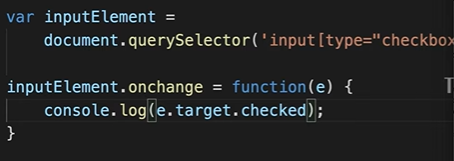 var inputElement =
document.querySelector('input[type="checkbox
inputElement.onchange = function(e) {
console.log(e.target.checked);
}